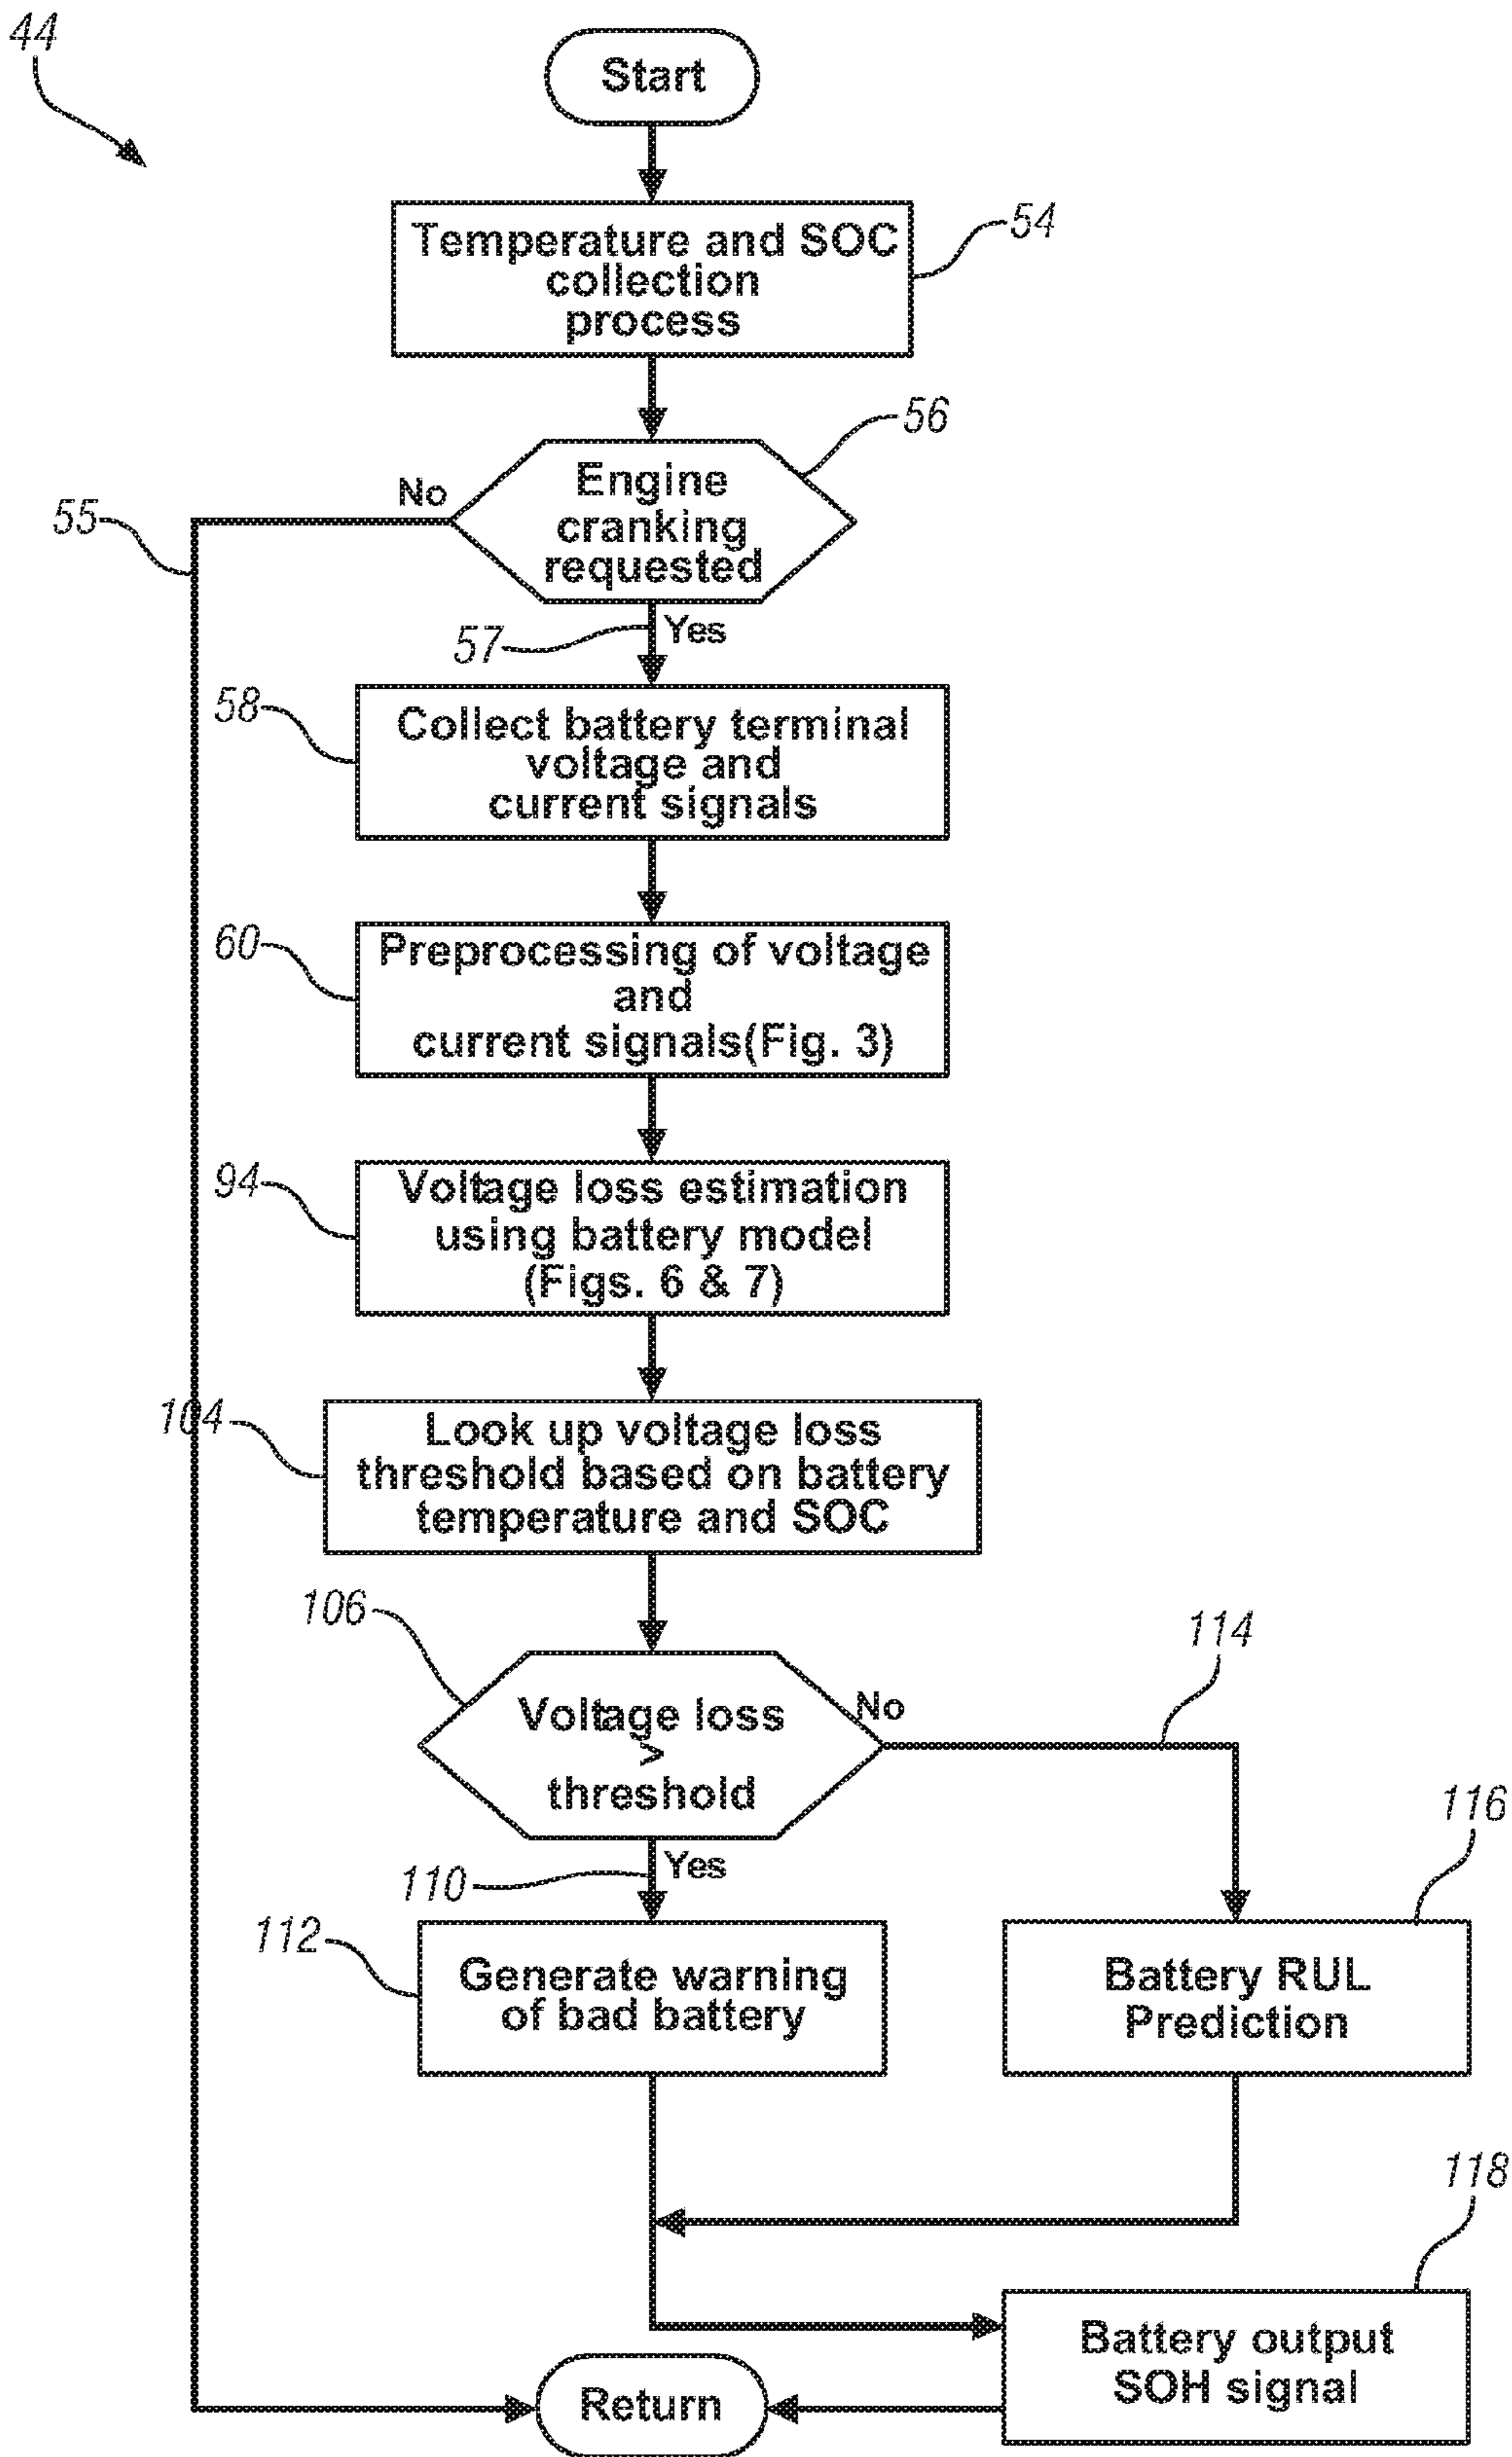 44
Start
Temperature and SOC
collection
process
54
56
Engine
cranking
requested
No
55
57
Yes
58
Collect battery terminal
voltage and
current signals
60
Preprocessing of voltage
and
current signals(Fig. 3)
94
Voltage loss estimation
using battery model
(Figs. 6 & 7)
104
Look up voltage loss
threshold based on battery
temperature and SOC
106
Voltage loss
>
threshold
No
114
110
Yes
116
112
Generate warning
of bad battery
Battery RUL
Prediction
118
Battery output
SOH signal
Return